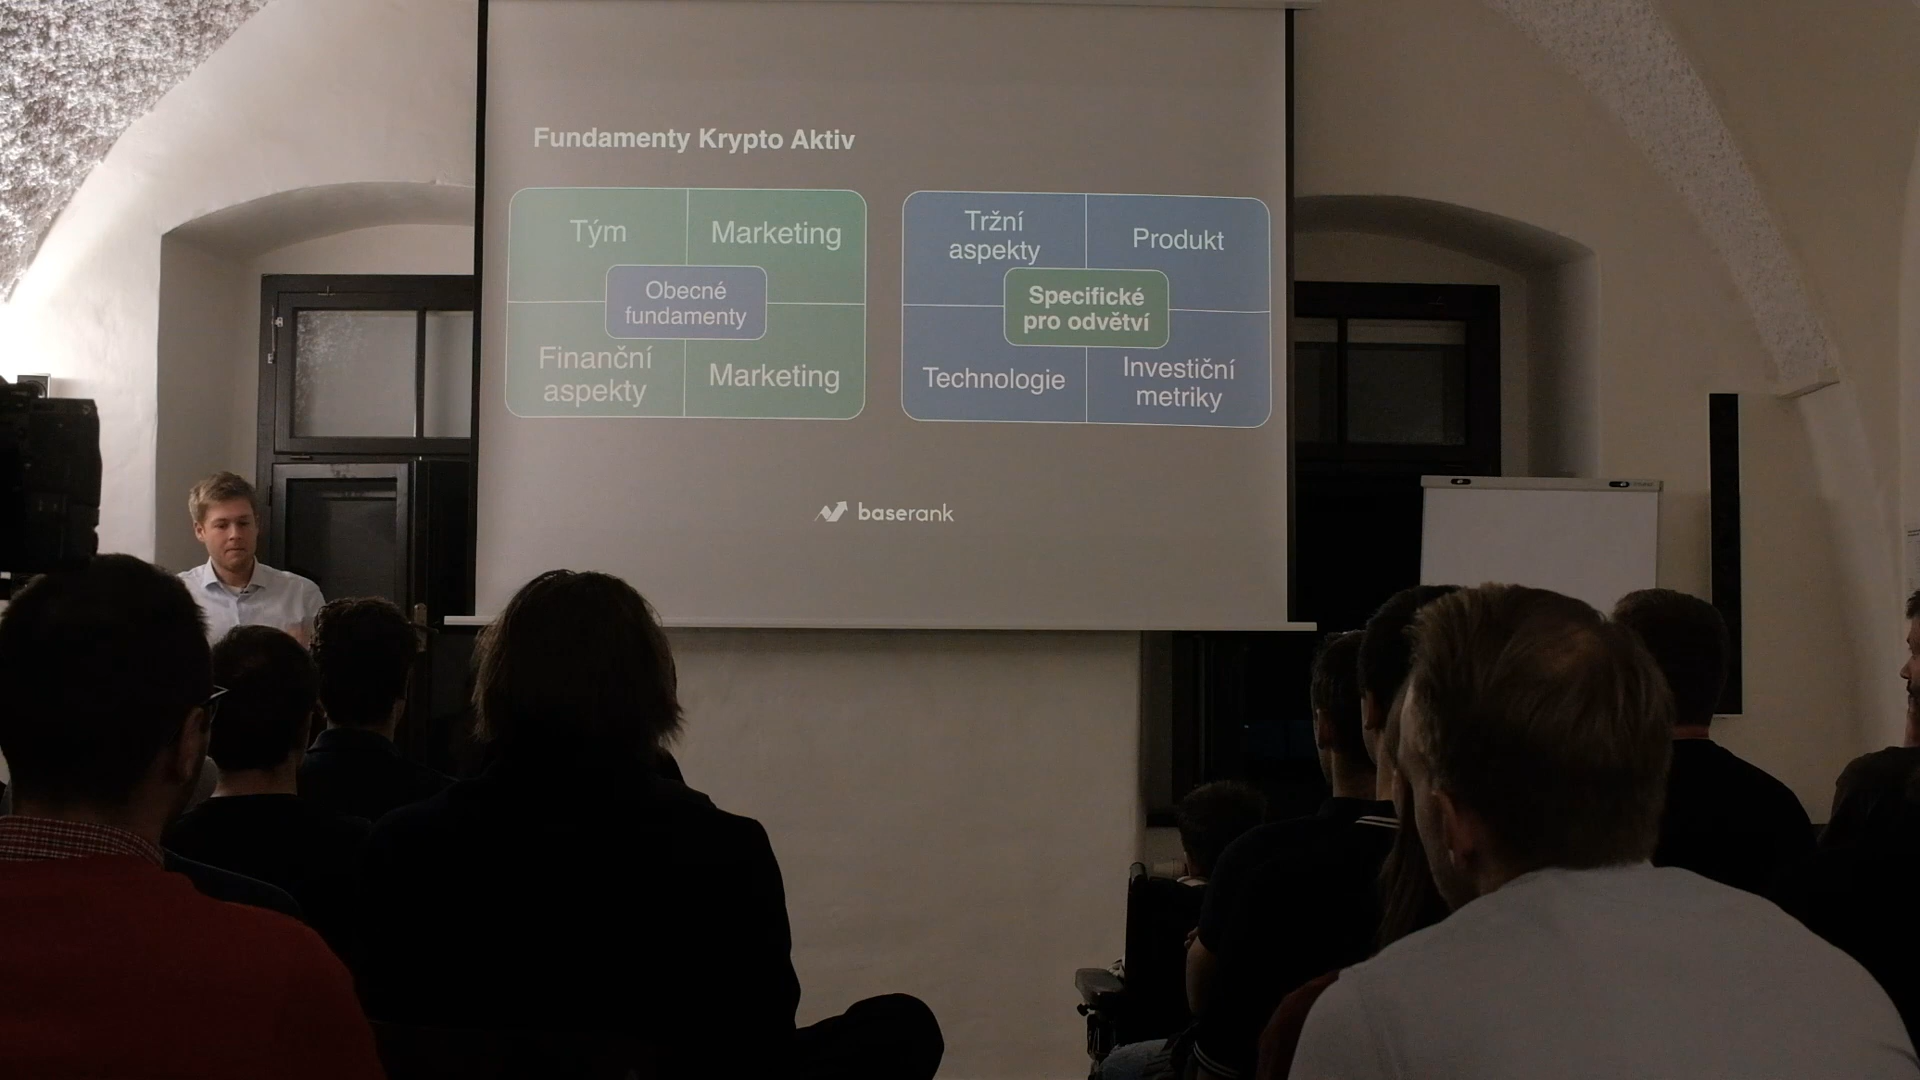 Fundamenty Krypto Aktiv
Tým
Marketing
Obecné
fundamenty
Finanční
aspekty
Marketing
Tržní
aspekty
Produkt
Specifické
pro odvětví
Technologie
Investiční
metriky
baserank